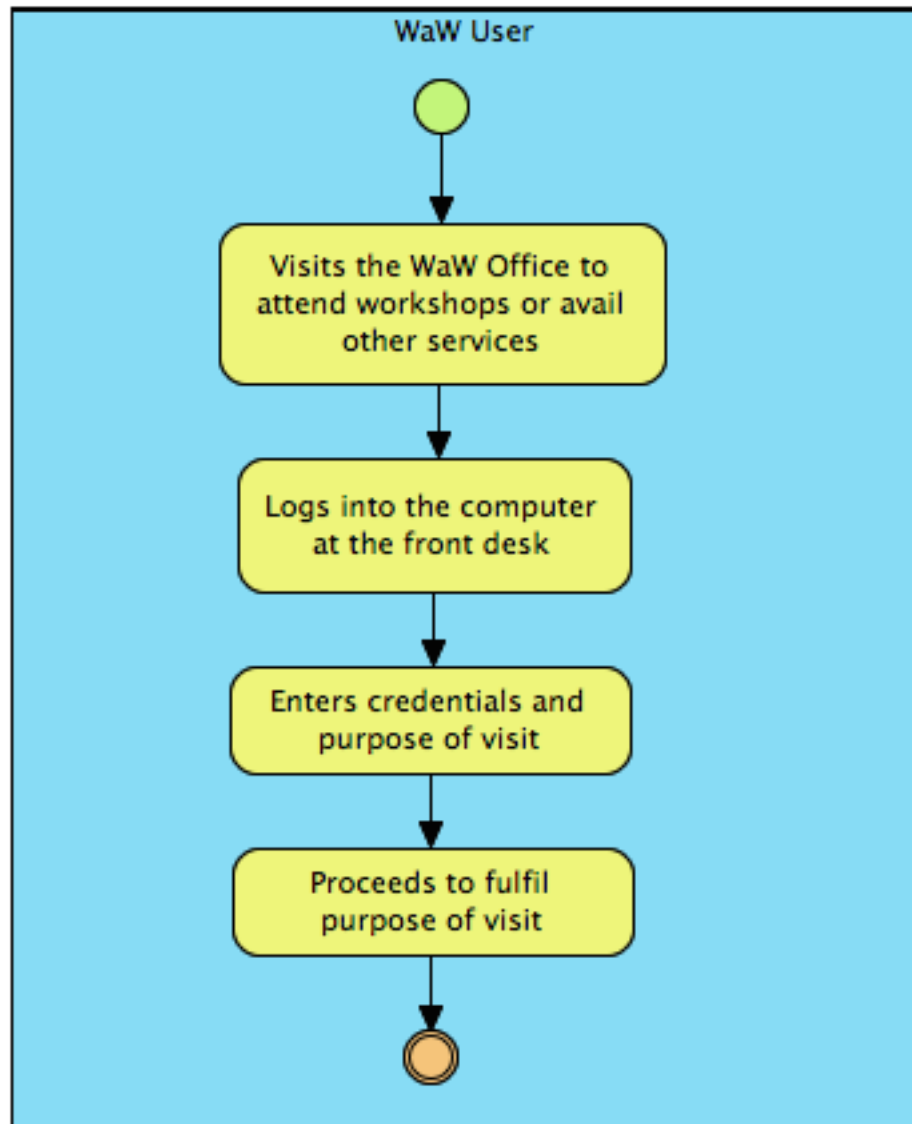 WaW User
Visits the WaW Office to
attend workshops or avail
other services
Logs into the computer
at the front desk
Enters credentials and
purpose of visit
Proceeds to fulfil
purpose of visit